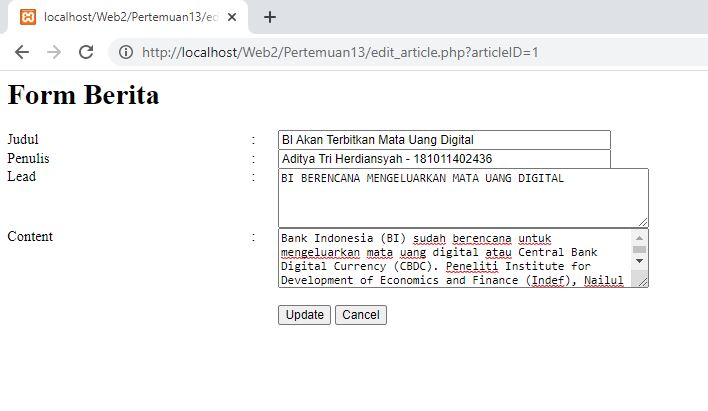 localhost/Web2/Pertemuan13/ed
http://localhost/Web2/Pertemuan13/edit_article.php?articleID=1
Form Berita
Judul : BI Akan Terbitkan Mata Uang Digital
Penulis : Aditya Tri Herdiansyah - 181011402436
Lead : BI BERENCANA MENGELUARKAN MATA UANG DIGITAL
Content : Bank Indonesia (BI) sudah berencana untuk
mengeluarkan mata uang digital atau Central Bank
Digital Currency (CBDC). Peneliti Institute for
Development of Economics and Finance (Indef), Nailul
Update Cancel